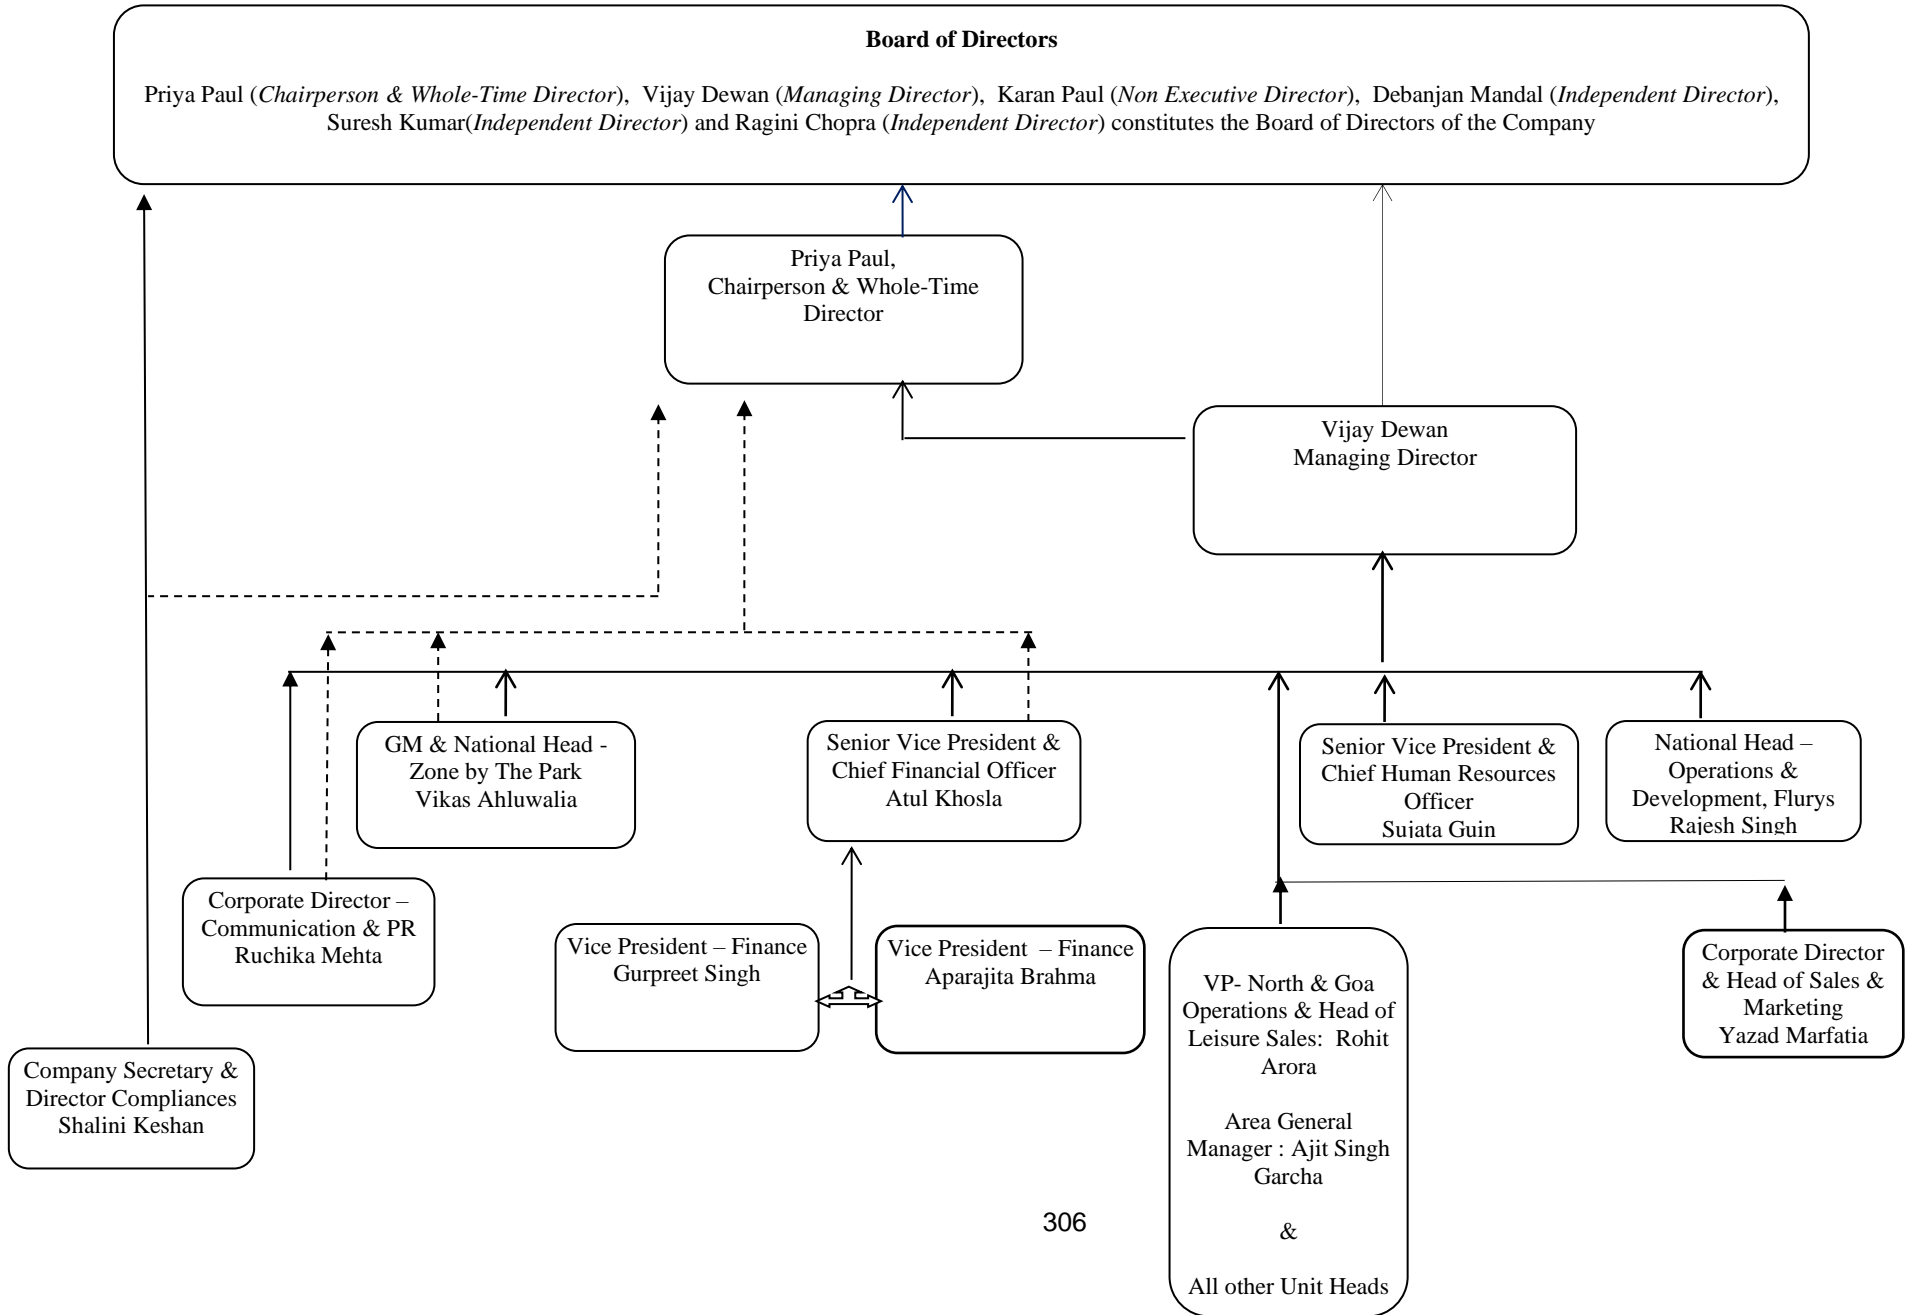 Board of Directors
Priya Paul (Chairperson & Whole-Time Director), Vijay Dewan (Managing Director), Karan Paul (Non Executive Director), Debanjan Mandal (Independent Director),
Suresh Kumar(Independent Director) and Ragini Chopra (Independent Director) constitutes the Board of Directors of the Company
Priya Paul,
Chairperson & Whole-Time
Director
Vijay Dewan
Managing Director
GM & National Head -
Zone by The Park
Vikas Ahluwalia
Senior Vice President &
Chief Financial Officer
Atul Khosla
Senior Vice President &
Chief Human Resources
Officer
Sujata Guin
National Head –
Operations &
Development, Flurys
Rajesh Singh
Corporate Director –
Communication & PR
Ruchika Mehta
Vice President – Finance
Gurpreet Singh
Vice President – Finance
Aparajita Brahma
VP- North & Goa
Operations & Head of
Leisure Sales: Rohit
Arora
Area General
Manager : Ajit Singh
Garcha
&
All other Unit Heads
Corporate Director
& Head of Sales &
Marketing
Yazad Marfatia
Company Secretary &
Director Compliances
Shalini Keshan
306